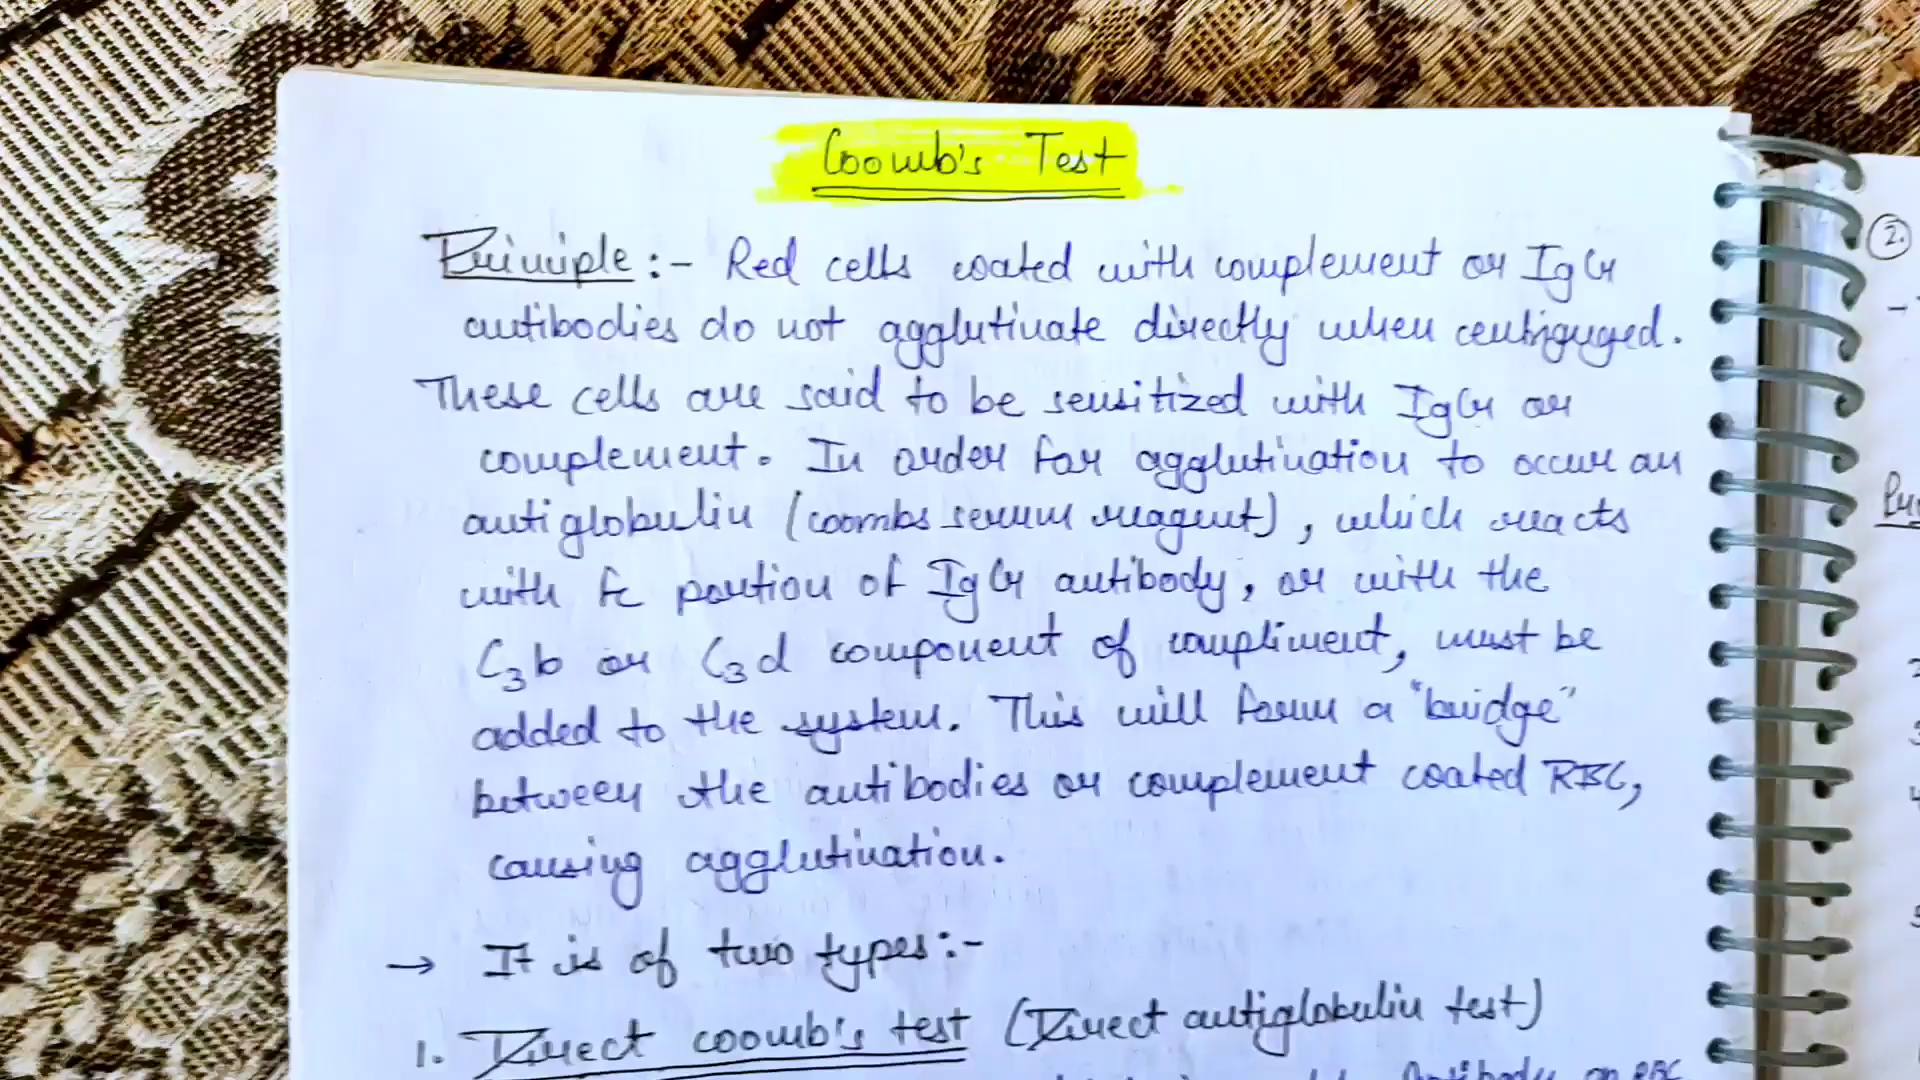 Coomb's Test
Principle :- Red cells coated with complement or IgG
antibodies do not agglutinate directly when centrifuged.
These cells are said to be sensitized with IgG or
complement. In order for agglutination to occur an
antiglobulin (coombs serum reagent), which reacts
with fc portion of IgG antibody, or with the
C3b or C3d component of compliment, must be
added to the system. This will form a "bridge"
between the antibodies or complement coated RBC,
causing agglutination.
→ It is of two types:-
1. Direct coomb's test (Direct antiglobulin test)
Antibody on RBC
2.